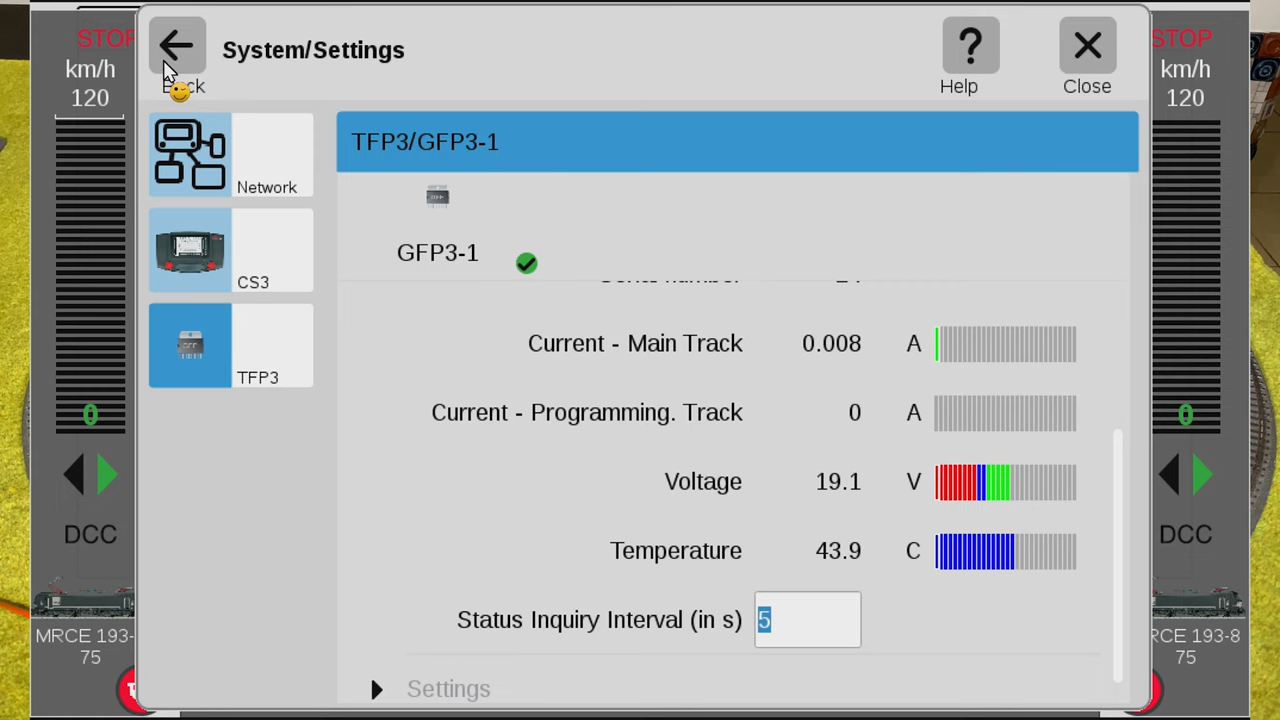 STOP
km/h
120
0
DCC
MRCE 193-
75
System/Settings
Help
Close
Network
CS3
TFP3
TFP3/GFP3-1
GFP3-1
Current - Main Track 0.008 A
Current - Programming. Track 0 A
Voltage 19.1 V
Temperature 43.9 C
Status Inquiry Interval (in s) 5
Settings
STOP
km/h
120
0
DCC
RCE 193-8
75